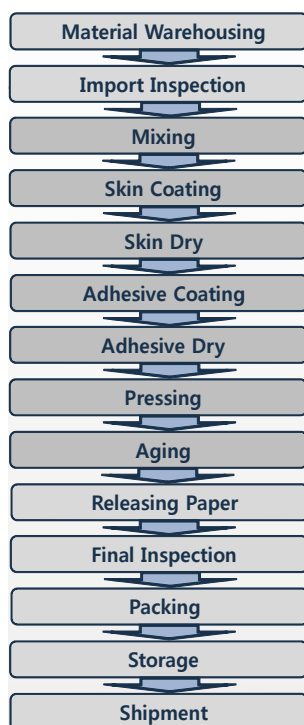 Material Warehousing
Import Inspection
Mixing
Skin Coating
Skin Dry
Adhesive Coating
Adhesive Dry
Pressing
Aging
Releasing Paper
Final Inspection
Packing
Storage
Shipment